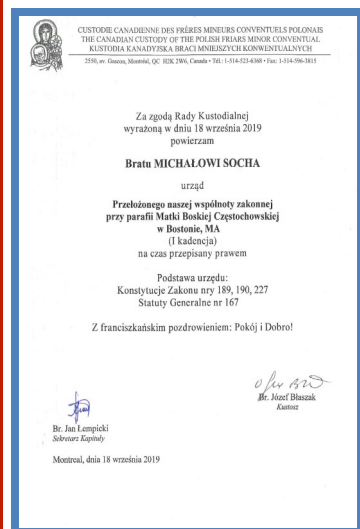 CUSTODIE CANADIENNE DES FRÈRES MINEURS CONVENTUELS POLONAIS
THE CANADIAN CUSTODY OF THE POLISH FRIARS MINOR CONVENTUAL
KUSTODIA KANADYJSKA BRACI MNIEJSZYCH KONWENTUALNYCH
2550, av. Gascon, Montréal, QC H2K 2W6, Canada • Tél.: 1-514-523-6368 • Fax: 1-514-596-3815
Za zgodą Rady Kustodialnej
wyrażoną w dniu 18 września 2019
powierzam
Bratu MICHAŁOWI SOCHA
urząd
Przełożonego naszej wspólnoty zakonnej
przy parafii Matki Boskiej Częstochowskiej
w Bostonie, MA
(I kadencja)
na czas przepisany prawem
Podstawa urzędu:
Konstytucje Zakonu nry 189, 190, 227
Statuty Generalne nr 167
Z franciszkańskim pozdrowieniem: Pokój i Dobro!
Br. Józef Błaszak
Kustosz
Br. Jan Łempicki
Sekretarz Kapituły
Montreal, dnia 18 września 2019